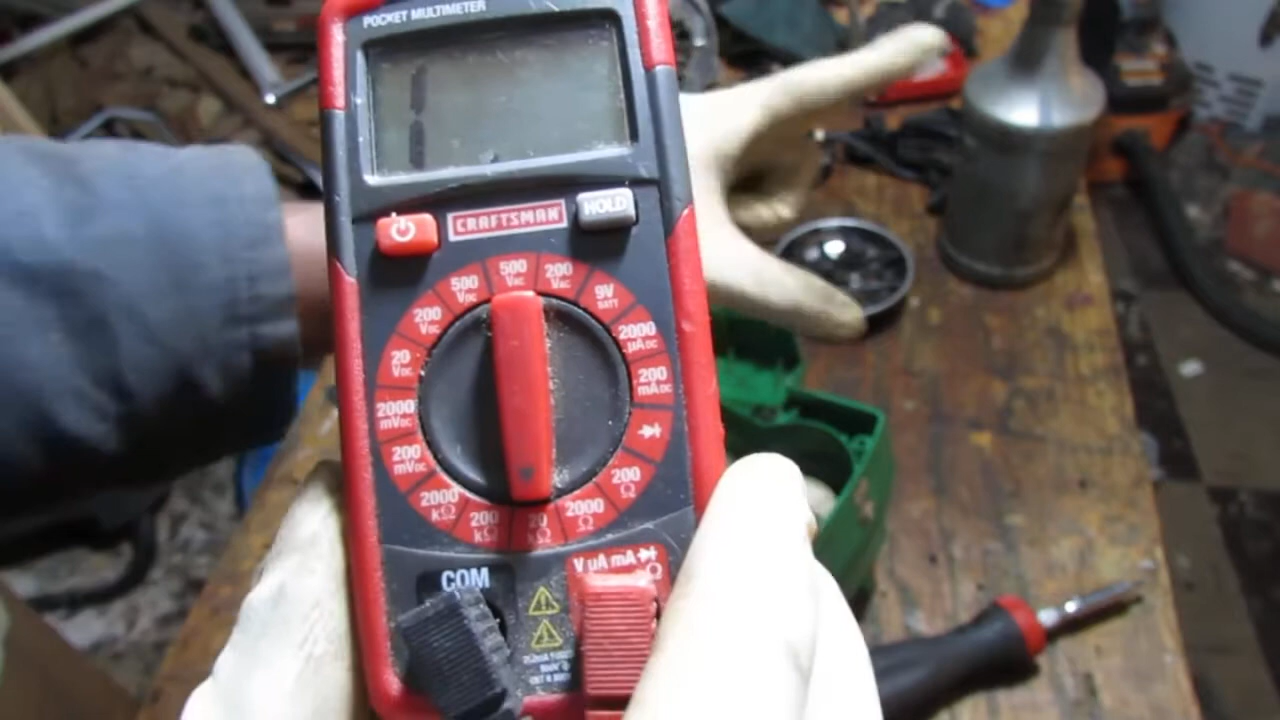 POCKET MULTIMETER
1
CRAFTSMAN
HOLD
500
VAC
200
VAC
9V
BATT
2000
µADC
200
mADC
200
Ω
2000
Ω
20
kΩ
200
kΩ
2000
kΩ
200
mVDC
2000
mVDC
20
VDC
200
VDC
500
VDC
COM
V µA mA
Ω